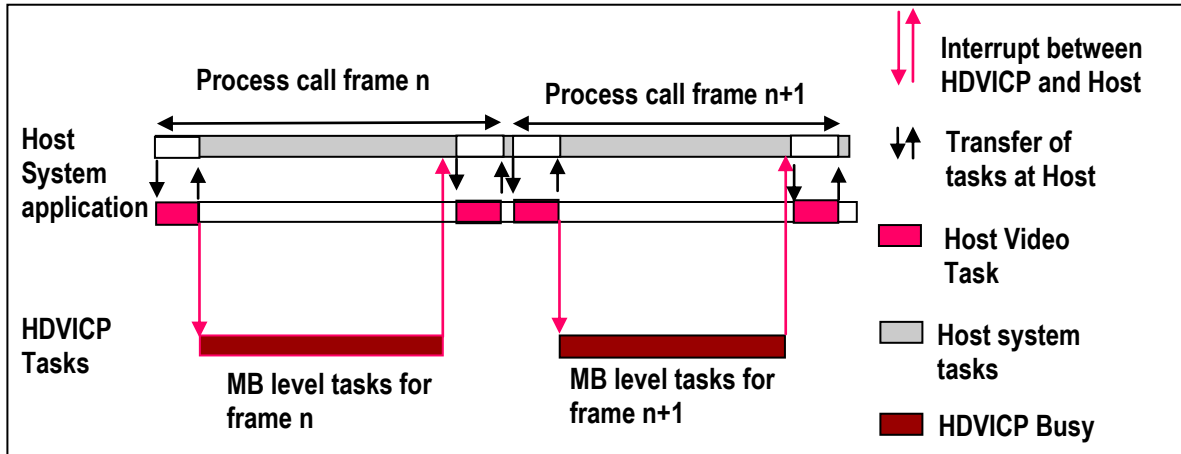 Process call frame n
Process call frame n+1
Host
System
application
HDVICP
Tasks
MB level tasks for
frame n
MB level tasks for
frame n+1
Interrupt between
HDVICP and Host
Transfer of
tasks at Host
Host Video
Task
Host system
tasks
HDVICP Busy